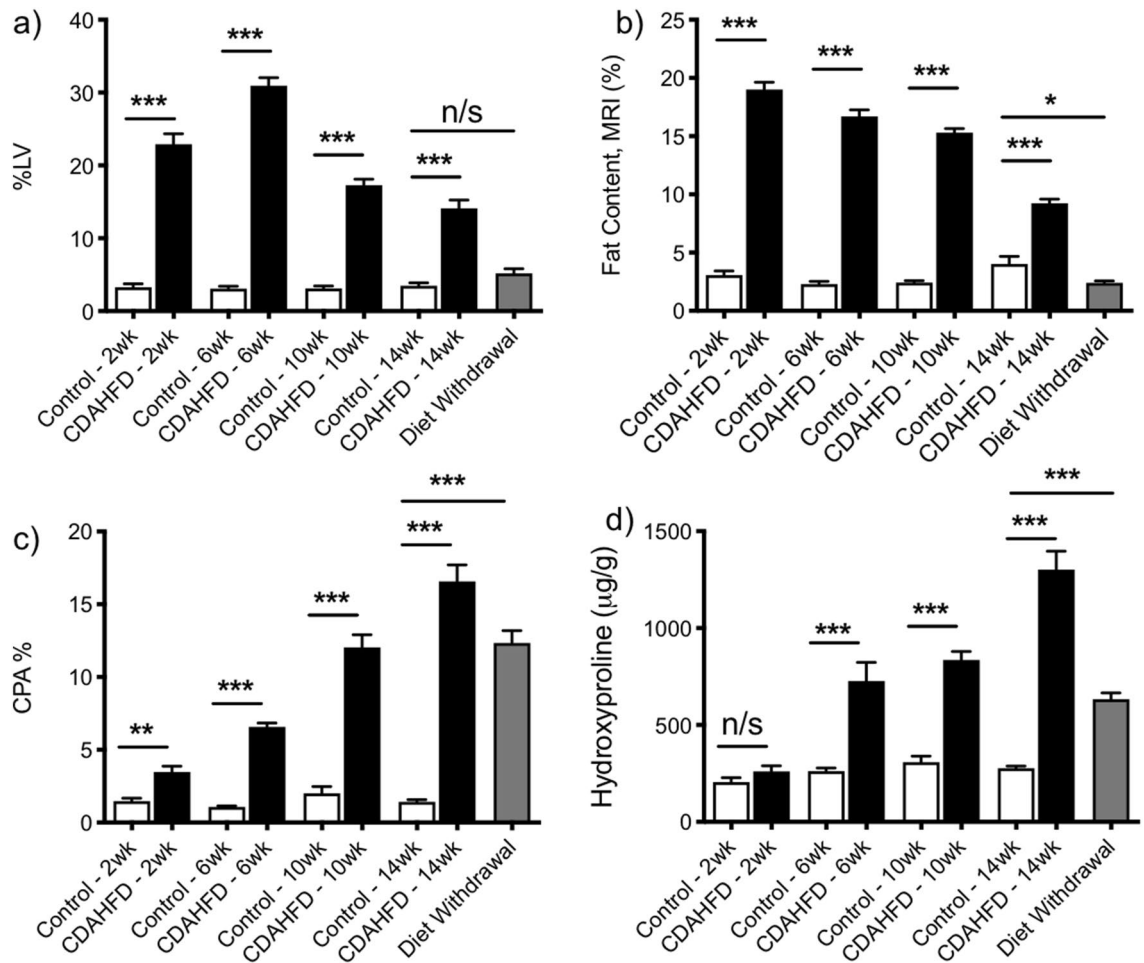 a)
%LV
40
30
20
10
0
***
***
***
***
n/s
Control - 2wk
CDAHFD - 2wk
Control - 6wk
CDAHFD - 6wk
Control - 10wk
CDAHFD - 10wk
Control - 14wk
CDAHFD - 14wk
Diet Withdrawal
b)
Fat Content, MRI (%)
25
20
15
10
5
0
***
***
***
***
*
Control - 2wk
CDAHFD - 2wk
Control - 6wk
CDAHFD - 6wk
Control - 10wk
CDAHFD - 10wk
Control - 14wk
CDAHFD - 14wk
Diet Withdrawal
c)
CPA %
20
15
10
5
0
**
***
***
***
***
Control - 2wk
CDAHFD - 2wk
Control - 6wk
CDAHFD - 6wk
Control - 10wk
CDAHFD - 10wk
Control - 14wk
CDAHFD - 14wk
Diet Withdrawal
d)
Hydroxyproline (μg/g)
1500
1000
500
0
n/s
***
***
***
***
Control - 2wk
CDAHFD - 2wk
Control - 6wk
CDAHFD - 6wk
Control - 10wk
CDAHFD - 10wk
Control - 14wk
CDAHFD - 14wk
Diet Withdrawal